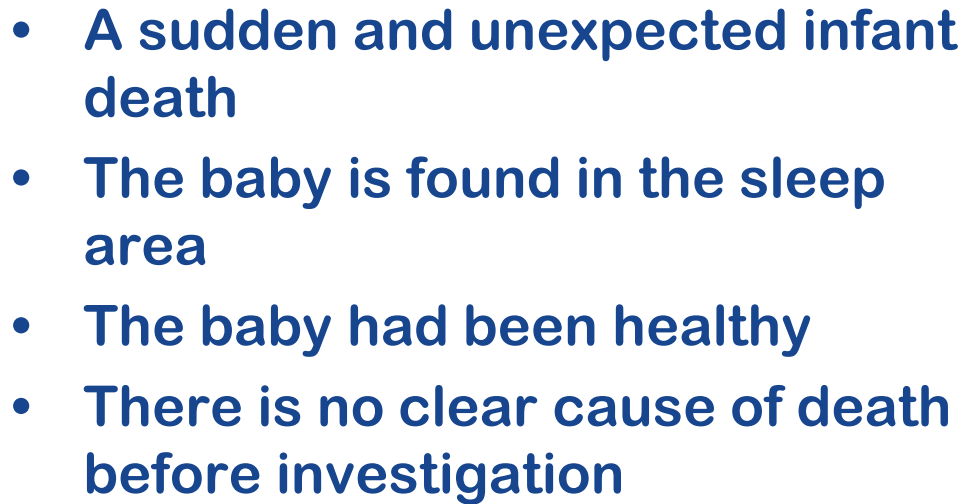 • A sudden and unexpected infant
death
• The baby is found in the sleep
area
• The baby had been healthy
• There is no clear cause of death
before investigation